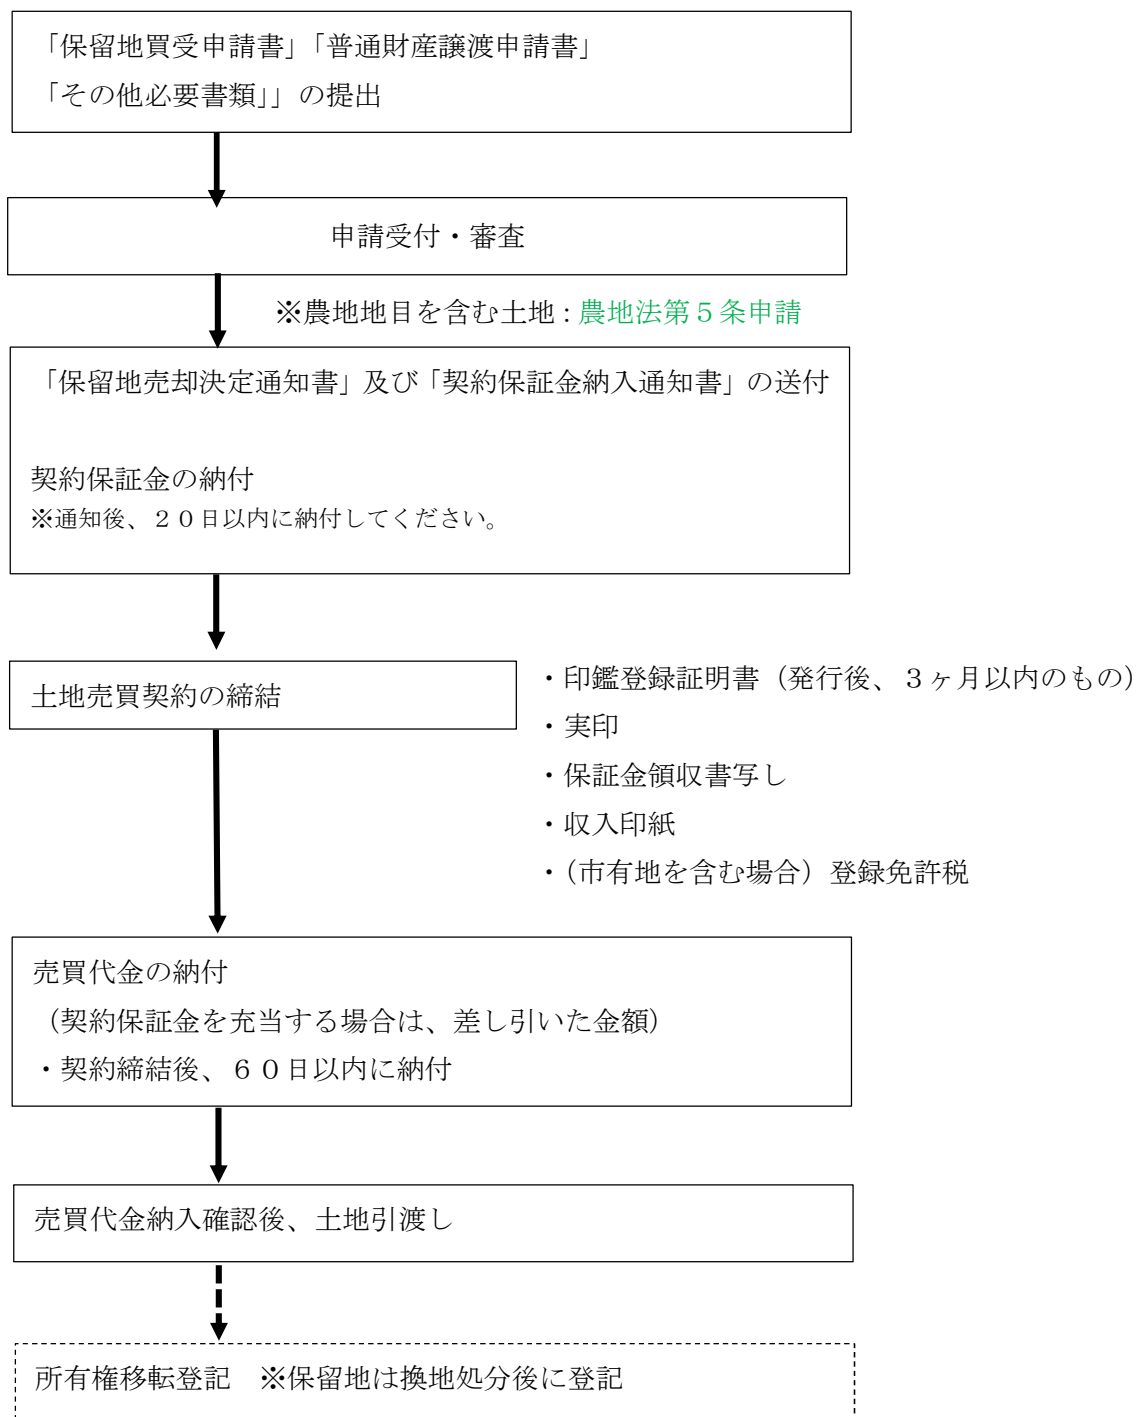 「保留地買受申請書」「普通財産譲渡申請書」
「その他必要書類」」の提出
申請受付・審査
※農地地目を含む土地：農地法第５条申請
「保留地売却決定通知書」及び「契約保証金納入通知書」の送付
契約保証金の納付
※通知後、２０日以内に納付してください。
土地売買契約の締結
・印鑑登録証明書（発行後、３ヶ月以内のもの）
・実印
・保証金領収書写し
・収入印紙
・（市有地を含む場合）登録免許税
売買代金の納付
（契約保証金を充当する場合は、差し引いた金額）
・契約締結後、６０日以内に納付
売買代金納入確認後、土地引渡し
所有権移転登記　※保留地は換地処分後に登記